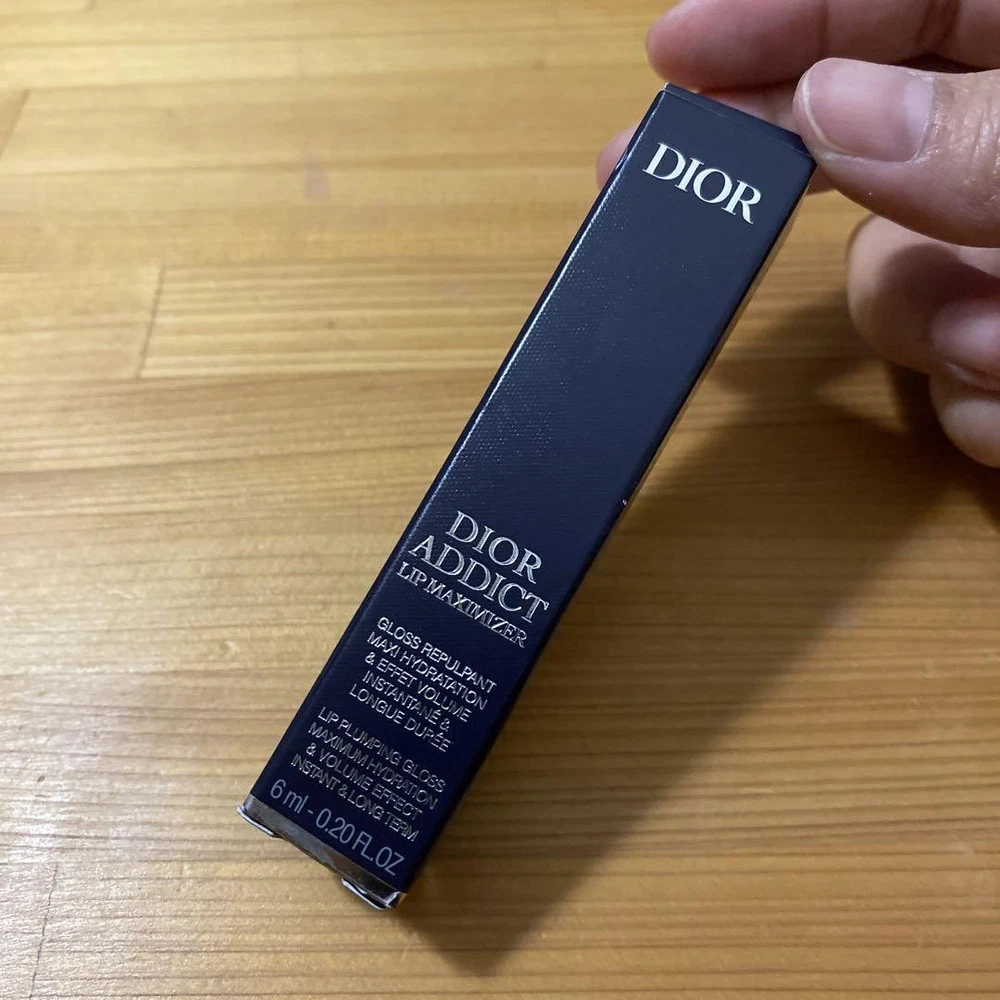 DIOR
DIOR
ADDICT
LIP MAXIMIZER
GLOSS REPULPANT
MAXI HYDRATATION
& EFFET VOLUME
INSTANTANÉ &
LONGUE DURÉE
LIP PLUMPING GLOSS
MAXIMUM HYDRATION
& VOLUME EFFECT
INSTANT & LONG TERM
6 ml - 0.20 FL.OZ